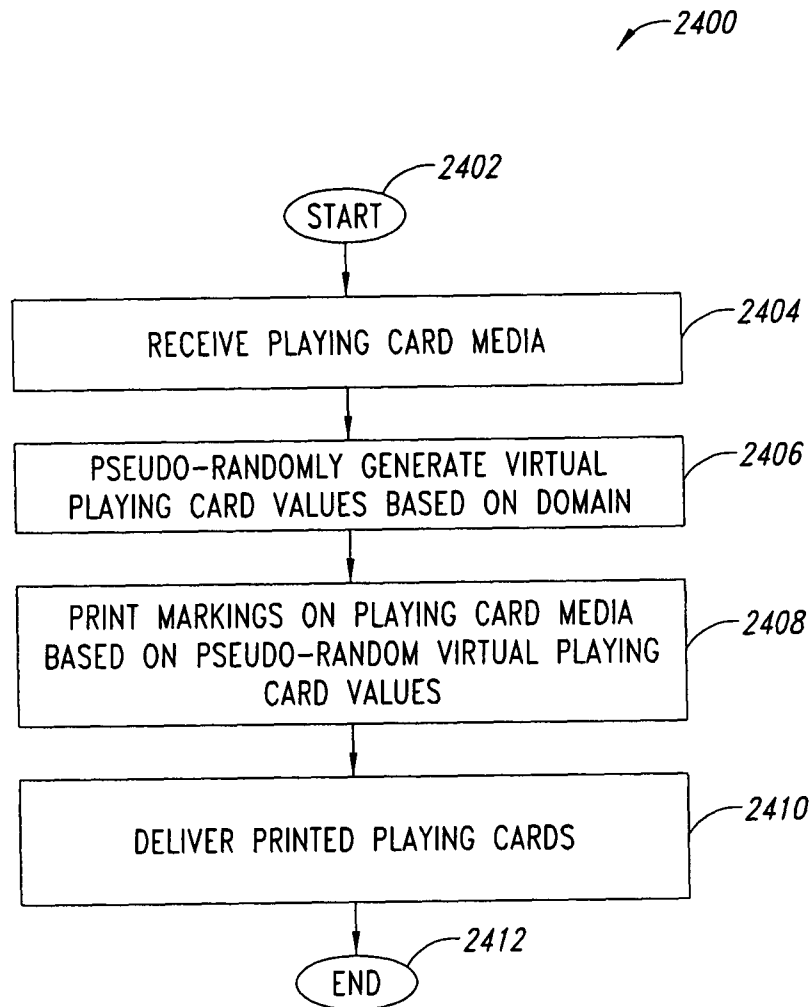 2400
2402
START
2404
RECEIVE PLAYING CARD MEDIA
2406
PSEUDO-RANDOMLY GENERATE VIRTUAL
PLAYING CARD VALUES BASED ON DOMAIN
PRINT MARKINGS ON PLAYING CARD MEDIA
2408
BASED ON PSEUDO-RANDOM VIRTUAL PLAYING
CARD VALUES
2410
DELIVER PRINTED PLAYING CARDS
2412
END